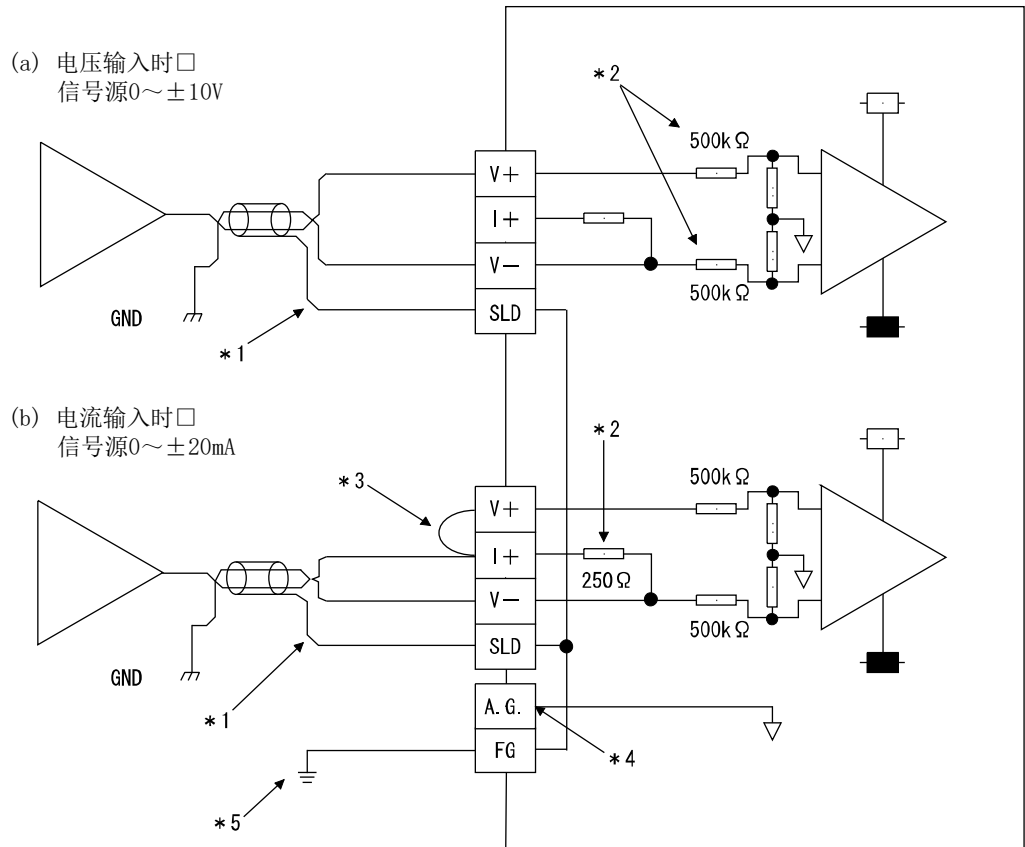 (a) 电压输入时□
信号源0～±10V
*2
500kΩ
V+
I+
V-
500kΩ
SLD
GND
*1
(b) 电流输入时□
信号源0～±20mA
*2
*3
500kΩ
V+
I+
250Ω
V-
500kΩ
SLD
GND
*1
A.G.
*4
FG
*5